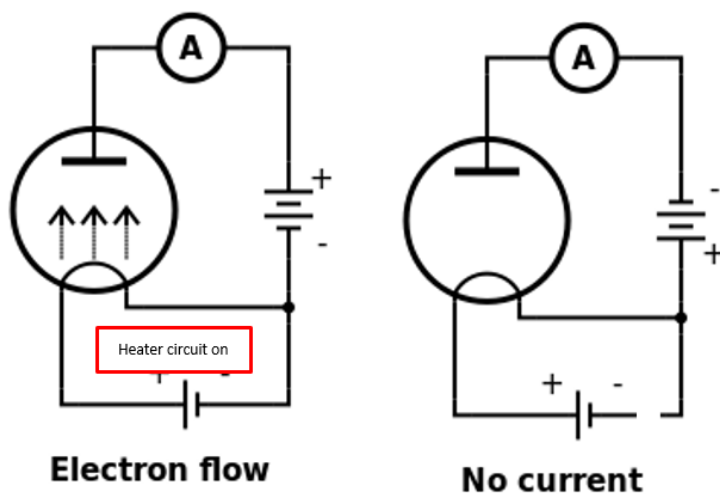 A
A
+
-
-
+
Heater circuit on
+ -
+ -
Electron flow
No current